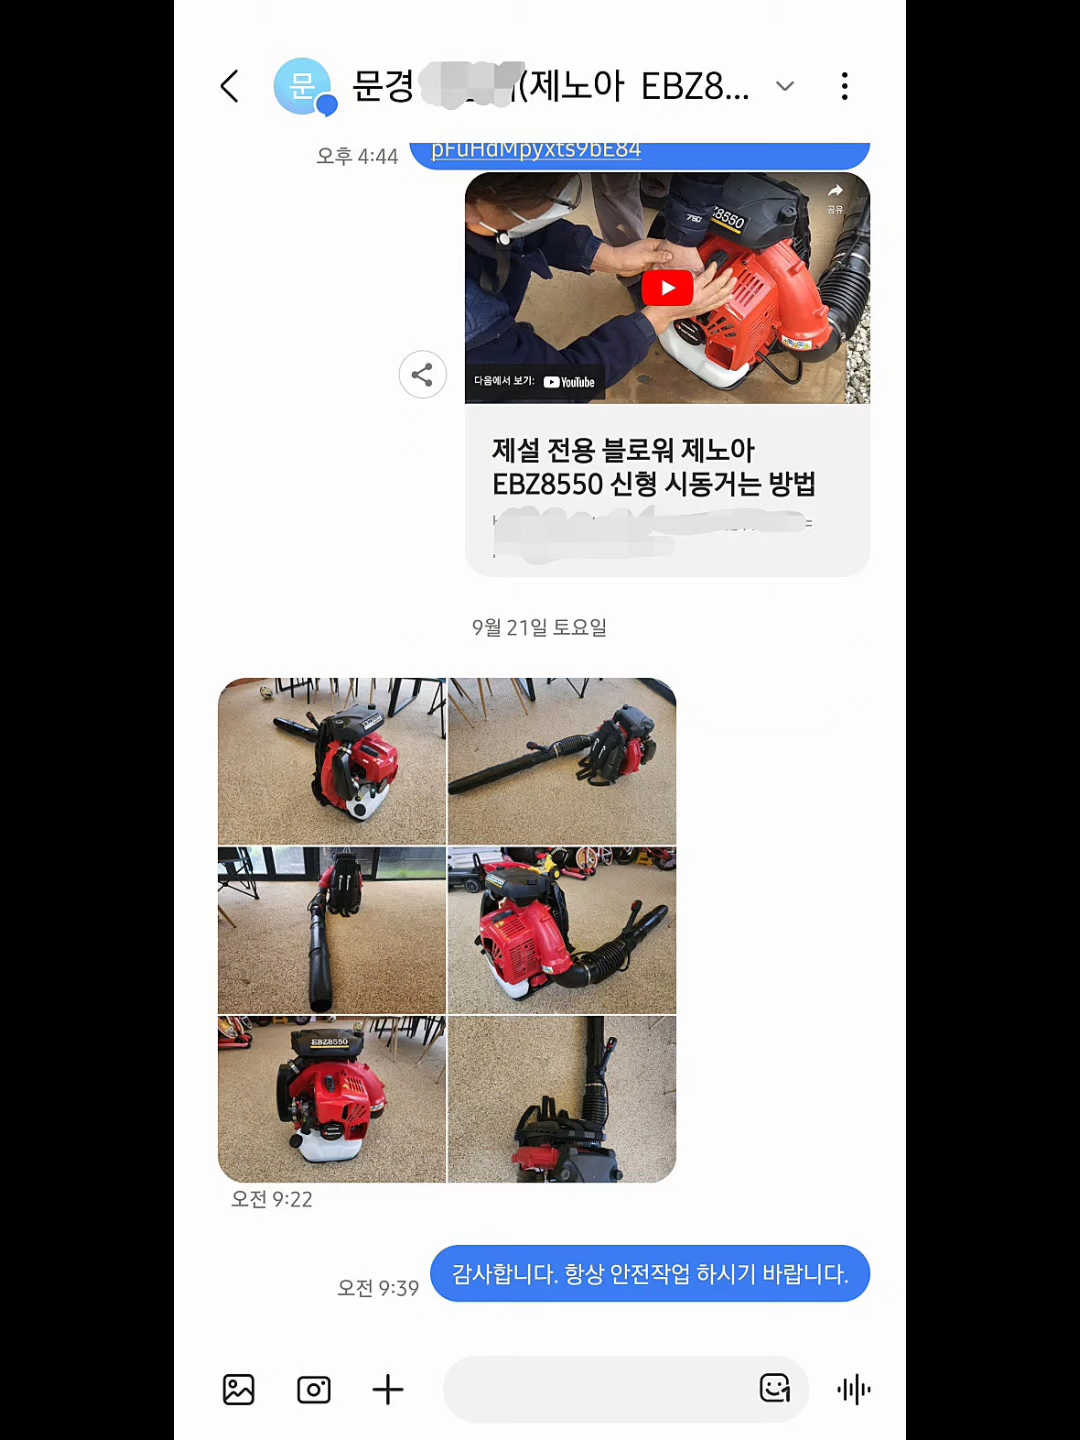 문
문경
(제노아 EBZ8...
오후 4:44
pFuHdMpyxts9bE84
Z8550
공유
다음에서 보기: YouTube
제설 전용 블로워 제노아
EBZ8550 신형 시동거는 방법
9월 21일 토요일
EBZ8550
오전 9:22
감사합니다. 항상 안전작업 하시기 바랍니다.
오전 9:39